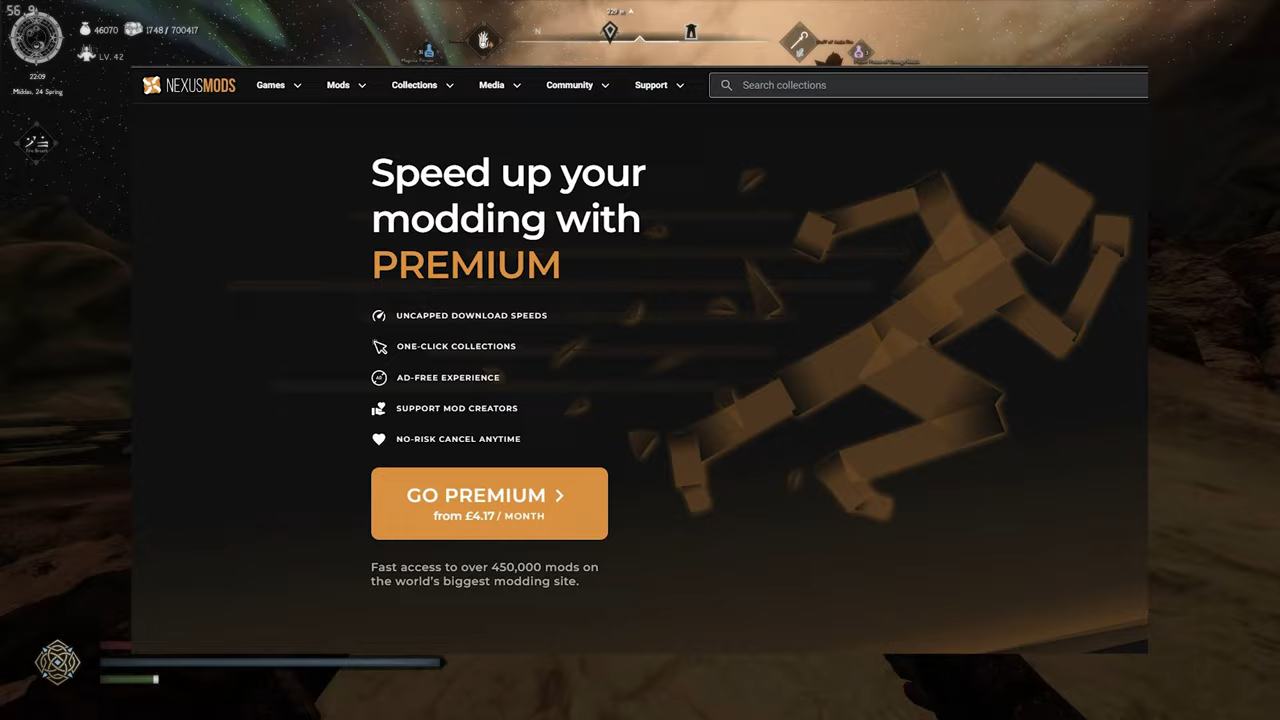 56.9
46070 1748 / 700417
LV. 42
22:09
Middas, 24 Spring
N
NEXUSMODS Games Mods Collections Media Community Support Search collections
Speed up your
modding with
PREMIUM
UNCAPPED DOWNLOAD SPEEDS
ONE-CLICK COLLECTIONS
AD-FREE EXPERIENCE
SUPPORT MOD CREATORS
NO-RISK CANCEL ANYTIME
GO PREMIUM
from £4.17 / MONTH
Fast access to over 450,000 mods on
the world's biggest modding site.